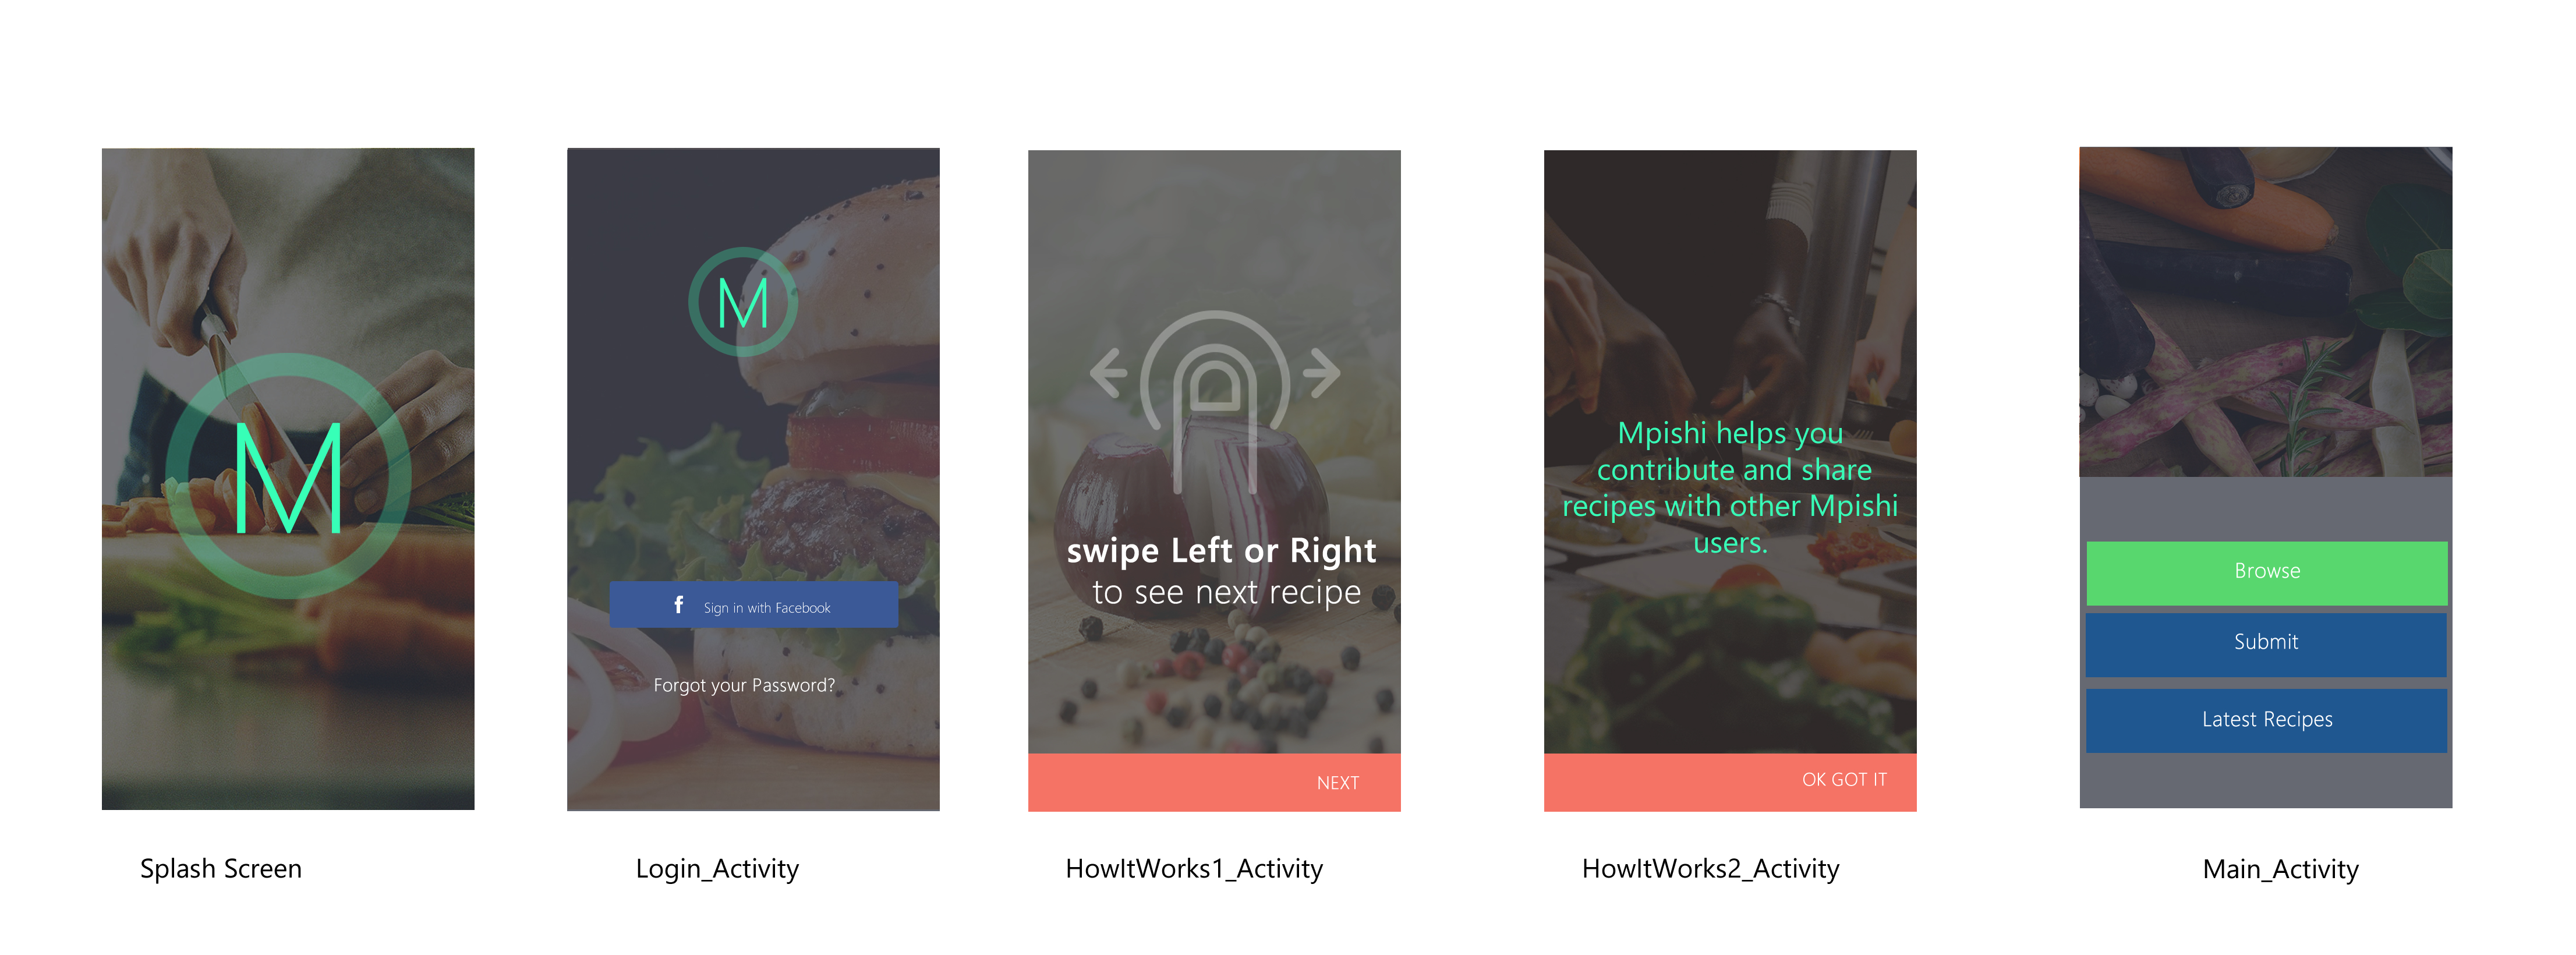 M
Splash Screen
M
f Sign in with Facebook
Forgot your Password?
Login_Activity
swipe Left or Right
to see next recipe
NEXT
HowItWorks1_Activity
Mpishi helps you
contribute and share
recipes with other Mpishi
users.
OK GOT IT
HowItWorks2_Activity
Browse
Submit
Latest Recipes
Main_Activity